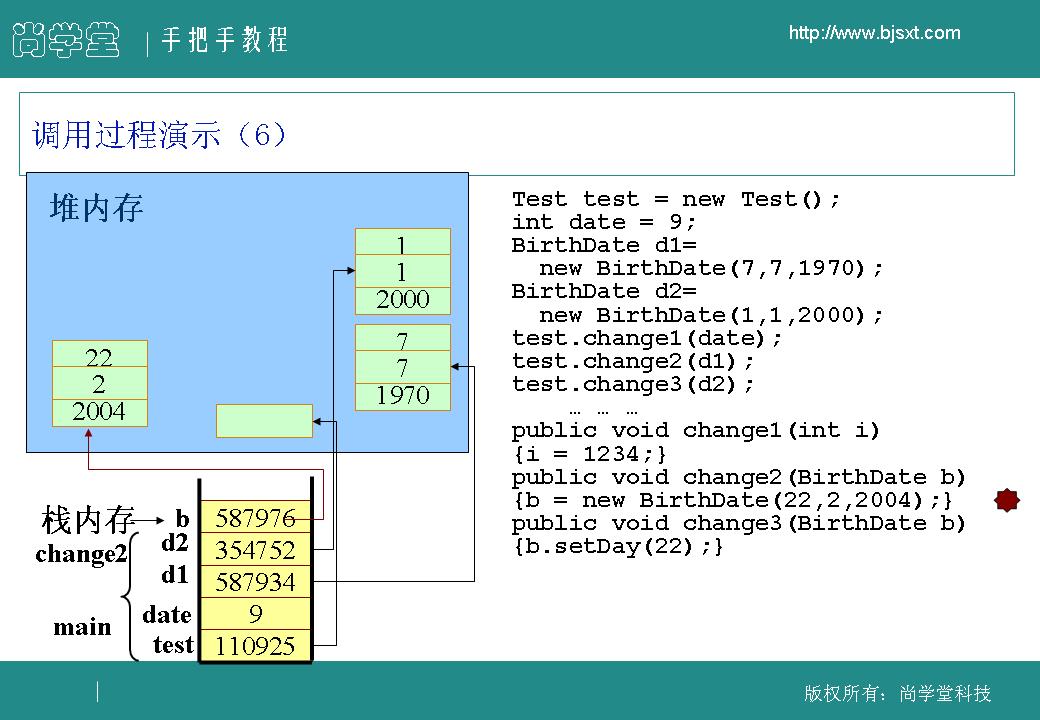 尚学堂
手把手教程
http://www.bjsxt.com
调用过程演示（6）
堆内存
1
1
2000
7
7
1970
22
2
2004
栈内存
change2
main
b
d2
d1
date
test
587976
354752
587934
9
110925
Test test = new Test();
int date = 9;
BirthDate d1=
new BirthDate(7,7,1970);
BirthDate d2=
new BirthDate(1,1,2000);
test.change1(date);
test.change2(d1);
test.change3(d2);
… … …
public void change1(int i)
{i = 1234;}
public void change2(BirthDate b)
{b = new BirthDate(22,2,2004);}
public void change3(BirthDate b)
{b.setDay(22);}
版权所有：尚学堂科技